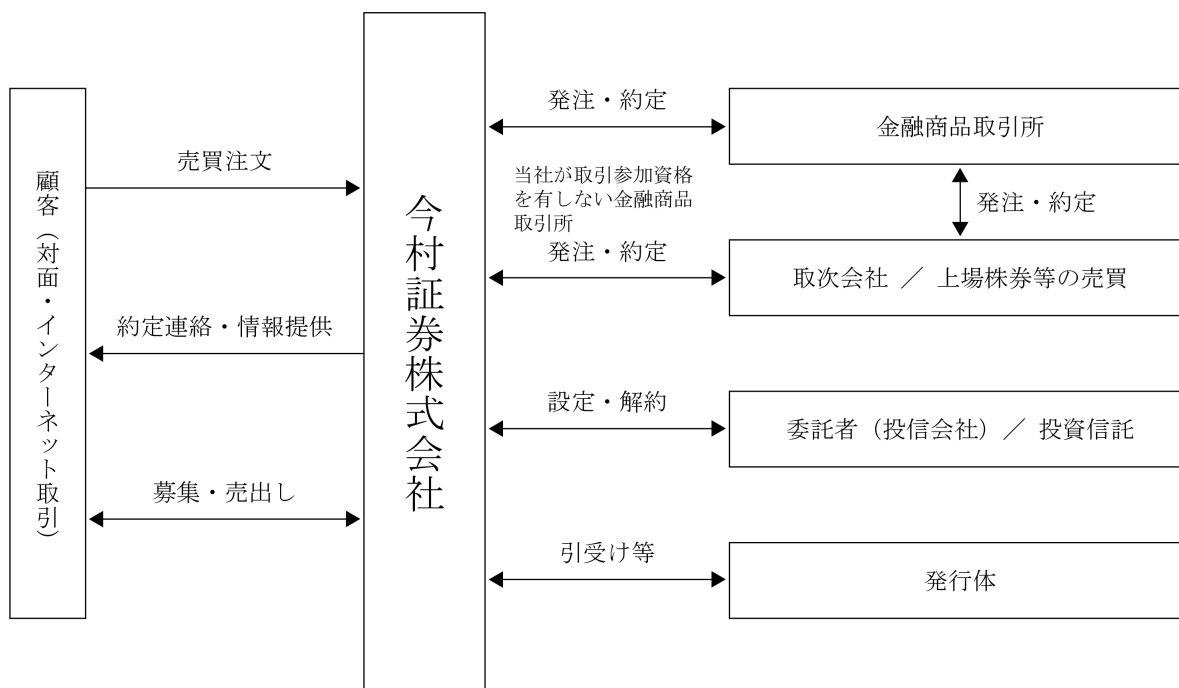 顧客（対面・インターネット取引）
売買注文
約定連絡・情報提供
募集・売出し
今村証券株式会社
発注・約定
当社が取引参加資格
を有しない金融商品
取引所
発注・約定
設定・解約
引受け等
金融商品取引所
発注・約定
取次会社 ／ 上場株券等の売買
委託者（投信会社）／ 投資信託
発行体